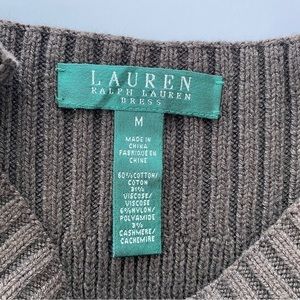 LAUREN
RALPH LAUREN
DRESS
M
MADE IN
CHINA
FABRIQUÉ EN
CHINE
60%COTTON/
COTON
31%
VISCOSE/
VISCOSE
6%NYLON/
POLYAMIDE
3%
CASHMERE/
CACHEMIRE